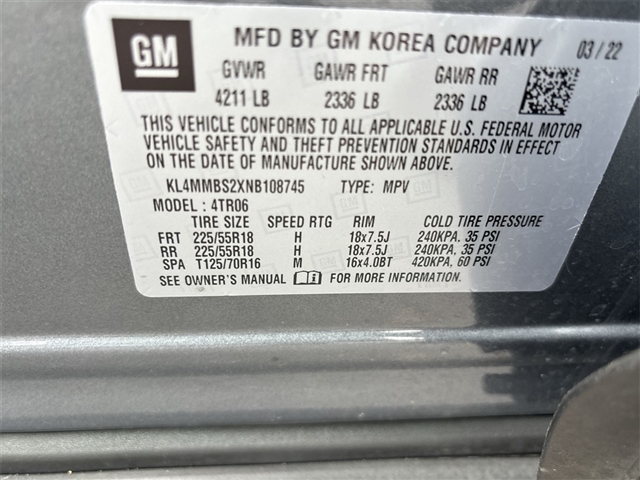 GM MFD BY GM KOREA COMPANY 03/22
GVWR GAWR FRT GAWR RR
4211 LB 2336 LB 2336 LB
THIS VEHICLE CONFORMS TO ALL APPLICABLE U.S. FEDERAL MOTOR
VEHICLE SAFETY AND THEFT PREVENTION STANDARDS IN EFFECT
ON THE DATE OF MANUFACTURE SHOWN ABOVE.
KL4MMBS2XNB108745 TYPE: MPV
MODEL : 4TR06
TIRE SIZE SPEED RTG RIM COLD TIRE PRESSURE
FRT 225/55R18 H 18x7.5J 240KPA, 35 PSI
RR 225/55R18 H 18x7.5J 240KPA, 35 PSI
SPA T125/70R16 M 16x4.0BT 420KPA, 60 PSI
SEE OWNER'S MANUAL FOR MORE INFORMATION.